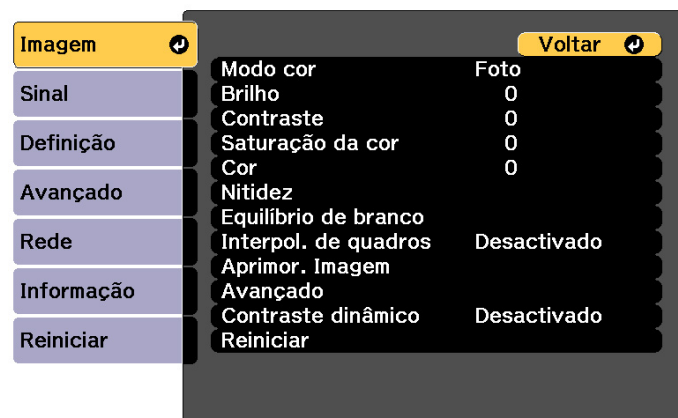 Imagem
Sinal
Definição
Avançado
Rede
Informação
Reiniciar
Voltar
Modo cor Foto
Brilho 0
Contraste 0
Saturação da cor 0
Cor 0
Nitidez
Equilíbrio de branco
Interpol. de quadros Desactivado
Aprimor. Imagem
Avançado
Contraste dinâmico Desactivado
Reiniciar